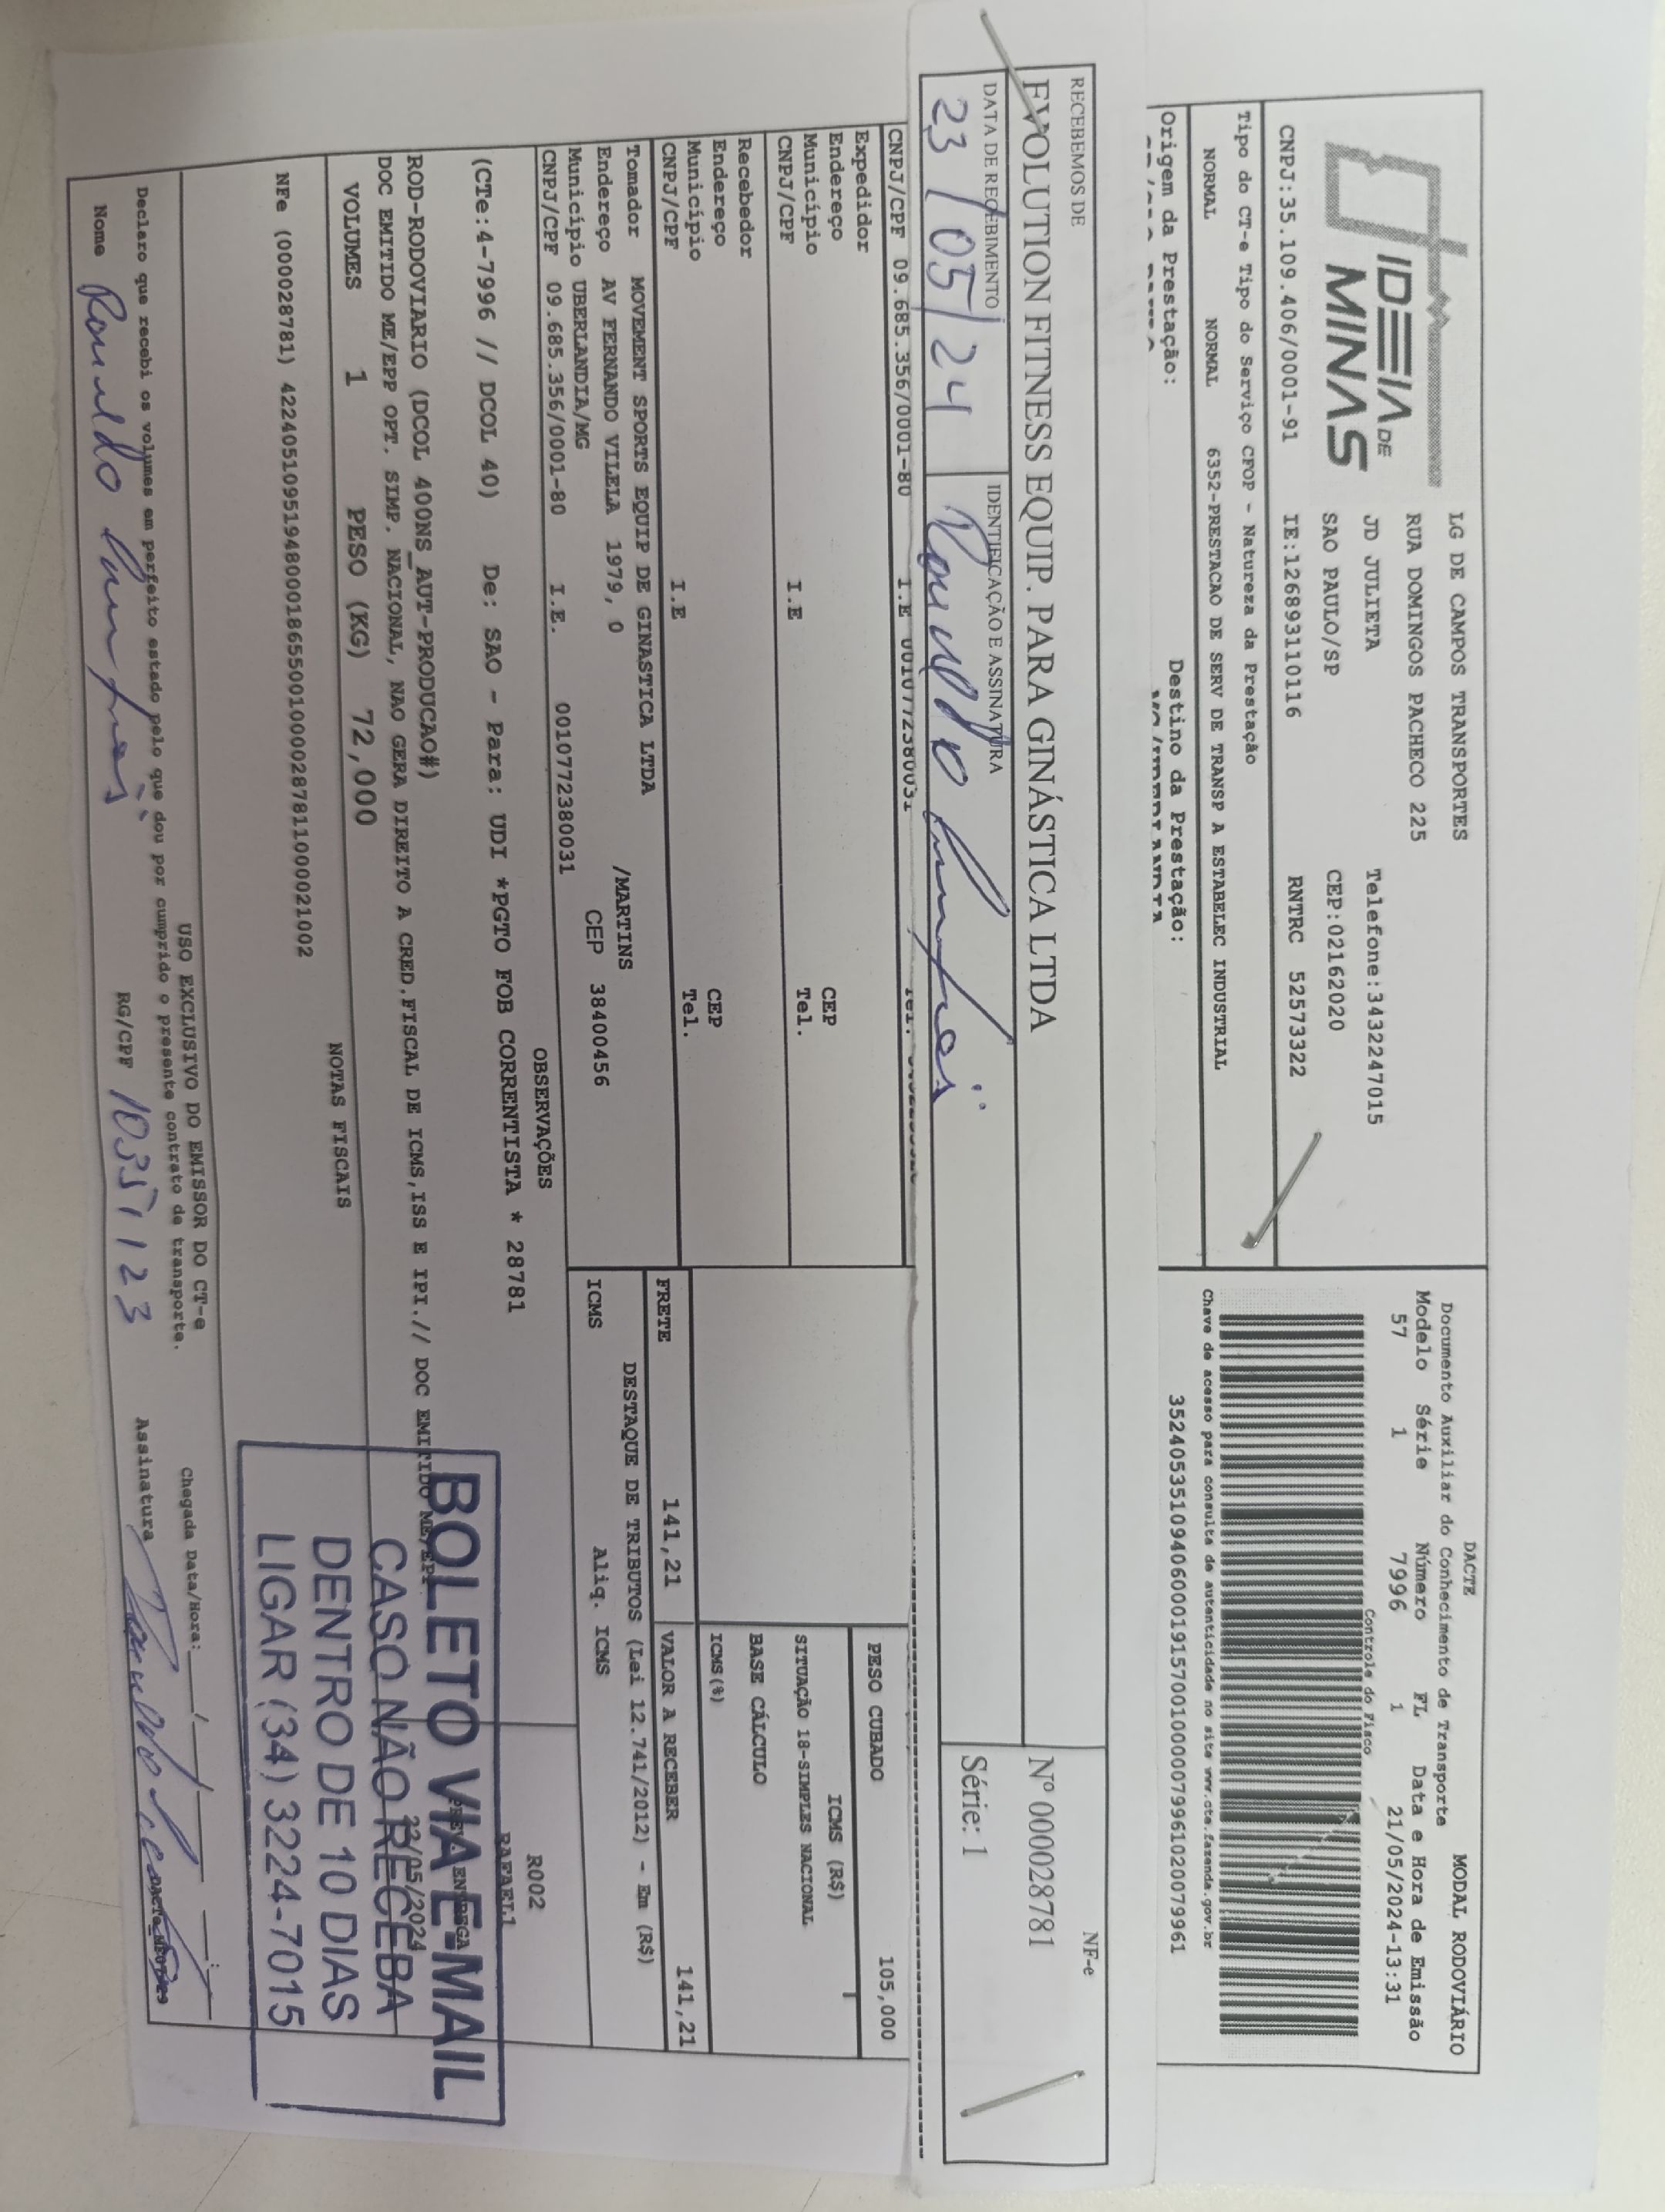 IDEIA DE
MINAS
LG DE CAMPOS TRANSPORTES
RUA DOMINGOS PACHECO 225
JD JULIETA Telefone:3432247015
SAO PAULO/SP CEP:02162020
CNPJ:35.109.406/0001-91 IE:126893110116 RNTRC 52573322
Tipo do CT-e Tipo do Serviço CFOP - Natureza da Prestação
NORMAL NORMAL 6352-PRESTACAO DE SERV DE TRANSP A ESTABELEC INDUSTRIAL
Origem da Prestação: Destino da Prestação:
DACTE MODAL RODOVIÁRIO
Documento Auxiliar do Conhecimento de Transporte
Modelo Série Número FL Data e Hora de Emissão
57 1 7996 1 21/05/2024-13:31
Controle do Fisco
Chave de acesso para consulta de autenticidade no site www.cte.fazenda.gov.br
35240535109406000191570010000079961020079961
RECEBEMOS DE
EVOLUTION FITNESS EQUIP. PARA GINÁSTICA LTDA
DATA DE RECEBIMENTO IDENTIFICAÇÃO E ASSINATURA
23/05/24
NF-e
Nº 000028781
Série: 1
CNPJ/CPF 09.685.356/0001-80 I.E 0010772380031
Expedidor
Endereço CEP
Município Tel.
CNPJ/CPF I.E
Recebedor
Endereço CEP
Município Tel.
CNPJ/CPF I.E
Tomador MOVEMENT SPORTS EQUIP DE GINASTICA LTDA
Endereço AV FERNANDO VILELA 1979, 0 /MARTINS
Município UBERLANDIA/MG CEP 38400456
CNPJ/CPF 09.685.356/0001-80 I.E. 0010772380031
PESO CUBADO 105,000
ICMS (R$)
SITUAÇÃO 18-SIMPLES NACIONAL
BASE CÁLCULO
ICMS(%)
FRETE 141,21 VALOR A RECEBER 141,21
DESTAQUE DE TRIBUTOS (Lei 12.741/2012) - Em (R$)
ICMS Aliq. ICMS
OBSERVAÇÕES
(CTe:4-7996 // DCOL 40) De: SAO - Para: UDI *PGTO FOB CORRENTISTA * 28781
R002
RAFAEL1
ROD-RODOVIARIO (DCOL 400NS_AUT-PRODUCAO#)
DOC EMITIDO ME/EPP OPT. SIMP. NACIONAL, NAO GERA DIREITO A CRED.FISCAL DE ICMS,ISS E IPI.// DOC EMITIDO ME/EPP
VOLUMES 1 PESO (KG) 72,000
NOTAS FISCAIS
NFe (000028781) 42240510951948000186550010000287811000021002
BOLETO VIA E-MAIL
CASO NÃO RECEBA
DENTRO DE 10 DIAS
LIGAR (34) 3224-7015
USO EXCLUSIVO DO EMISSOR DO CT-e
Declaro que recebi os volumes em perfeito estado pelo que dou por cumprido o presente contrato de transporte.
Chegada Data/Hora:
Nome RG/CPF Assinatura